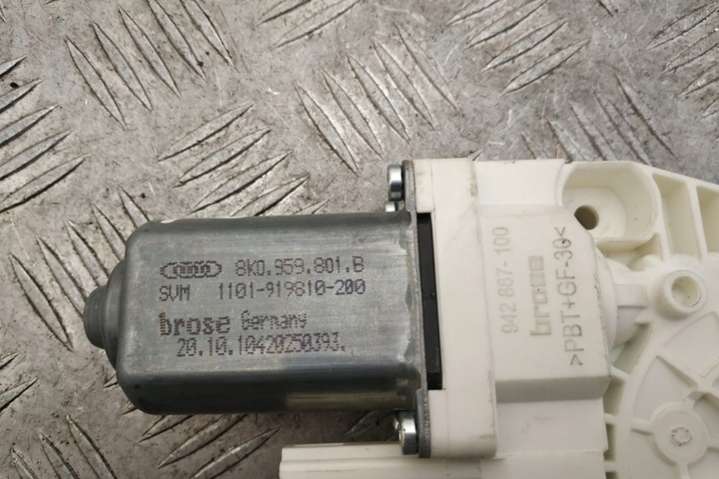 8K0.959.801.B
SVM 1101-919810-200
brose Germany
20.10.10420250393.
942 887-100
brose
>PBT+GF-30<